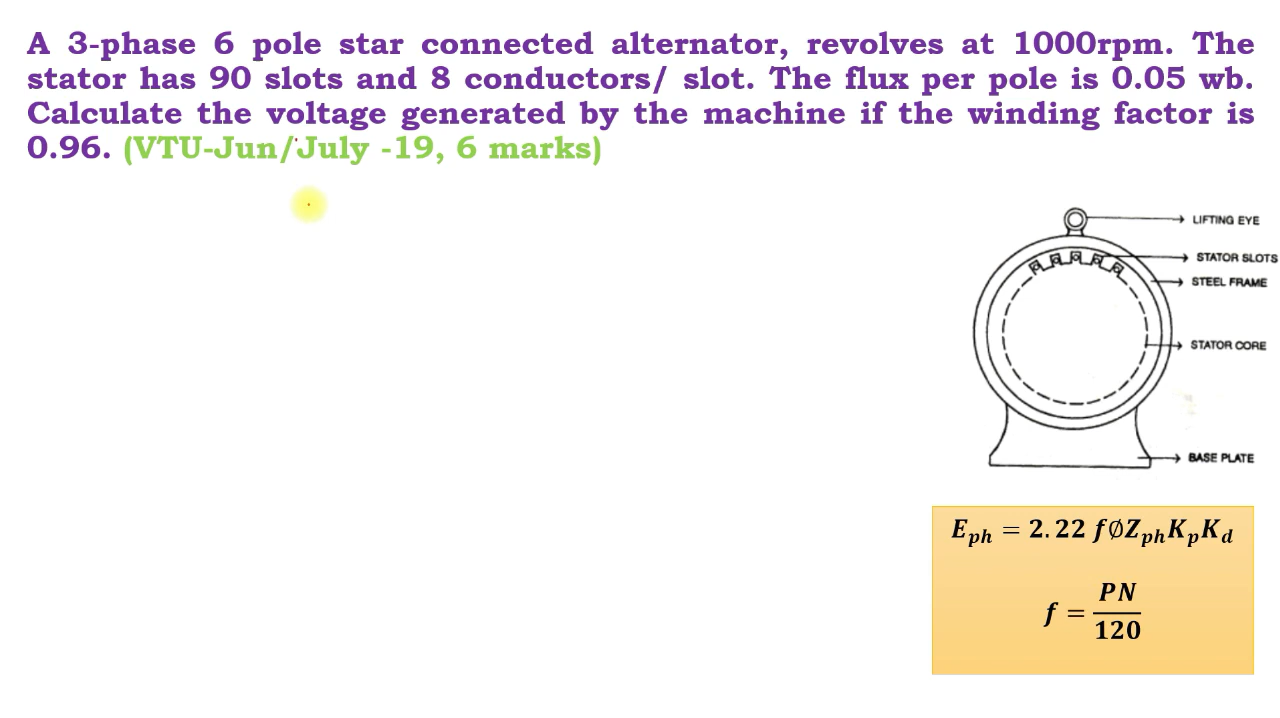 A 3-phase 6 pole star connected alternator, revolves at 1000rpm. The
stator has 90 slots and 8 conductors/ slot. The flux per pole is 0.05 wb.
Calculate the voltage generated by the machine if the winding factor is
0.96. (VTU-Jun/July -19, 6 marks)
LIFTING EYE
STATOR SLOTS
STEEL FRAME
STATOR CORE
BASE PLATE
E_ph = 2.22 f∅Z_phK_pK_d
f = PN/120